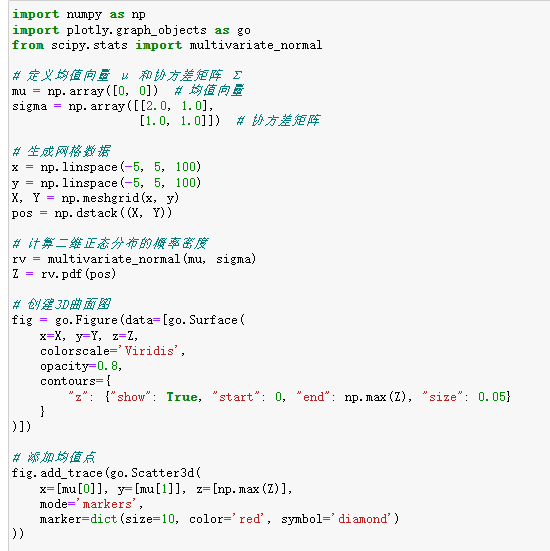 import numpy as np
import plotly.graph_objects as go
from scipy.stats import multivariate_normal

# 定义均值向量 μ 和协方差矩阵 Σ
mu = np.array([0, 0])  # 均值向量
sigma = np.array([[2.0, 1.0],
                  [1.0, 1.0]])  # 协方差矩阵

# 生成网格数据
x = np.linspace(-5, 5, 100)
y = np.linspace(-5, 5, 100)
X, Y = np.meshgrid(x, y)
pos = np.dstack((X, Y))

# 计算二维正态分布的概率密度
rv = multivariate_normal(mu, sigma)
Z = rv.pdf(pos)

# 创建3D曲面图
fig = go.Figure(data=[go.Surface(
    x=X, y=Y, z=Z,
    colorscale='Viridis',
    opacity=0.8,
    contours={
        "z": {"show": True, "start": 0, "end": np.max(Z), "size": 0.05}
    }
)])

# 添加均值点
fig.add_trace(go.Scatter3d(
    x=[mu[0]], y=[mu[1]], z=[np.max(Z)],
    mode='markers',
    marker=dict(size=10, color='red', symbol='diamond')
))